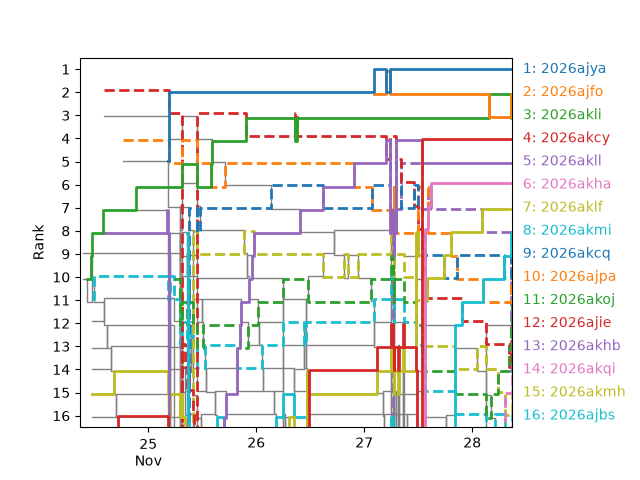 1
2
3
4
5
6
7
8
9
10
11
12
13
14
15
16
Rank
25
26
27
28
Nov
1: 2026ajya
2: 2026ajfo
3: 2026akli
4: 2026akcy
5: 2026akll
6: 2026akha
7: 2026aklf
8: 2026akmi
9: 2026akcq
10: 2026ajpa
11: 2026akoj
12: 2026ajie
13: 2026akhb
14: 2026akqi
15: 2026akmh
16: 2026ajbs